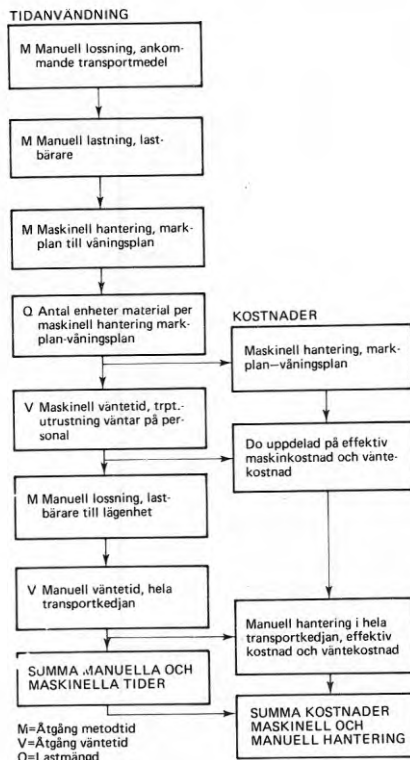 TIDANVÄNDNING
M Manuell lossning, ankom-
mande transportmedel
M Manuell lastning, last-
bärare
M Maskinell hantering, mark-
plan till våningsplan
Q Antal enheter material per
maskinell hantering mark-
plan-våningsplan
V Maskinell väntetid, trpt.-
utrustning väntar på per-
sonal
M Manuell lossning, last-
bärare till lägenhet
V Manuell väntetid, hela
transportkedjan
SUMMA MANUELLA OCH
MASKINELLA TIDER
M=Åtgång metodtid
V=Åtgång väntetid
Q=Lastmängd
KOSTNADER
Maskinell hantering, mark-
plan–våningsplan
Do uppdelad på effektiv
maskinkostnad och vänte-
kostnad
Manuell hantering i hela
transportkedjan, effektiv
kostnad och väntekostnad
SUMMA KOSTNADER
MASKINELL OCH
MANUELL HANTERING